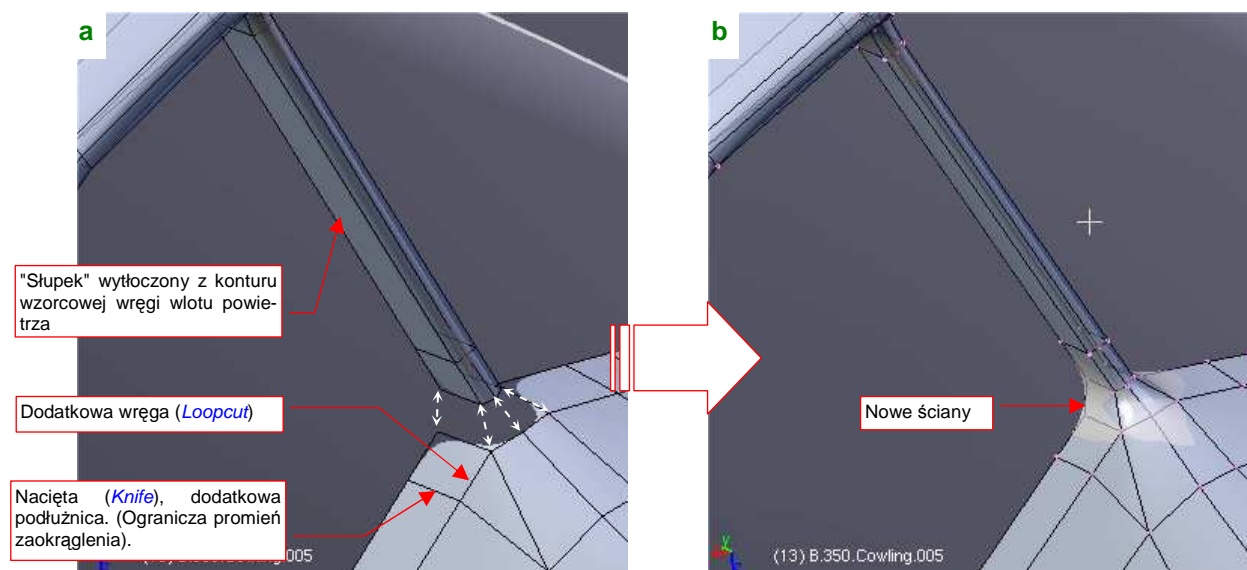 a
b
"Słupek" wytłoczony z konturu
wzorcowej wręgi wlotu powie-
trza
Dodatkowa wręga (Loopcut)
Nacięta (Knife), dodatkowa
podłużnica. (Ogranicza promień
zaokrąglenia).
Nowe ściany
y
(13) B.350.Cowling.005